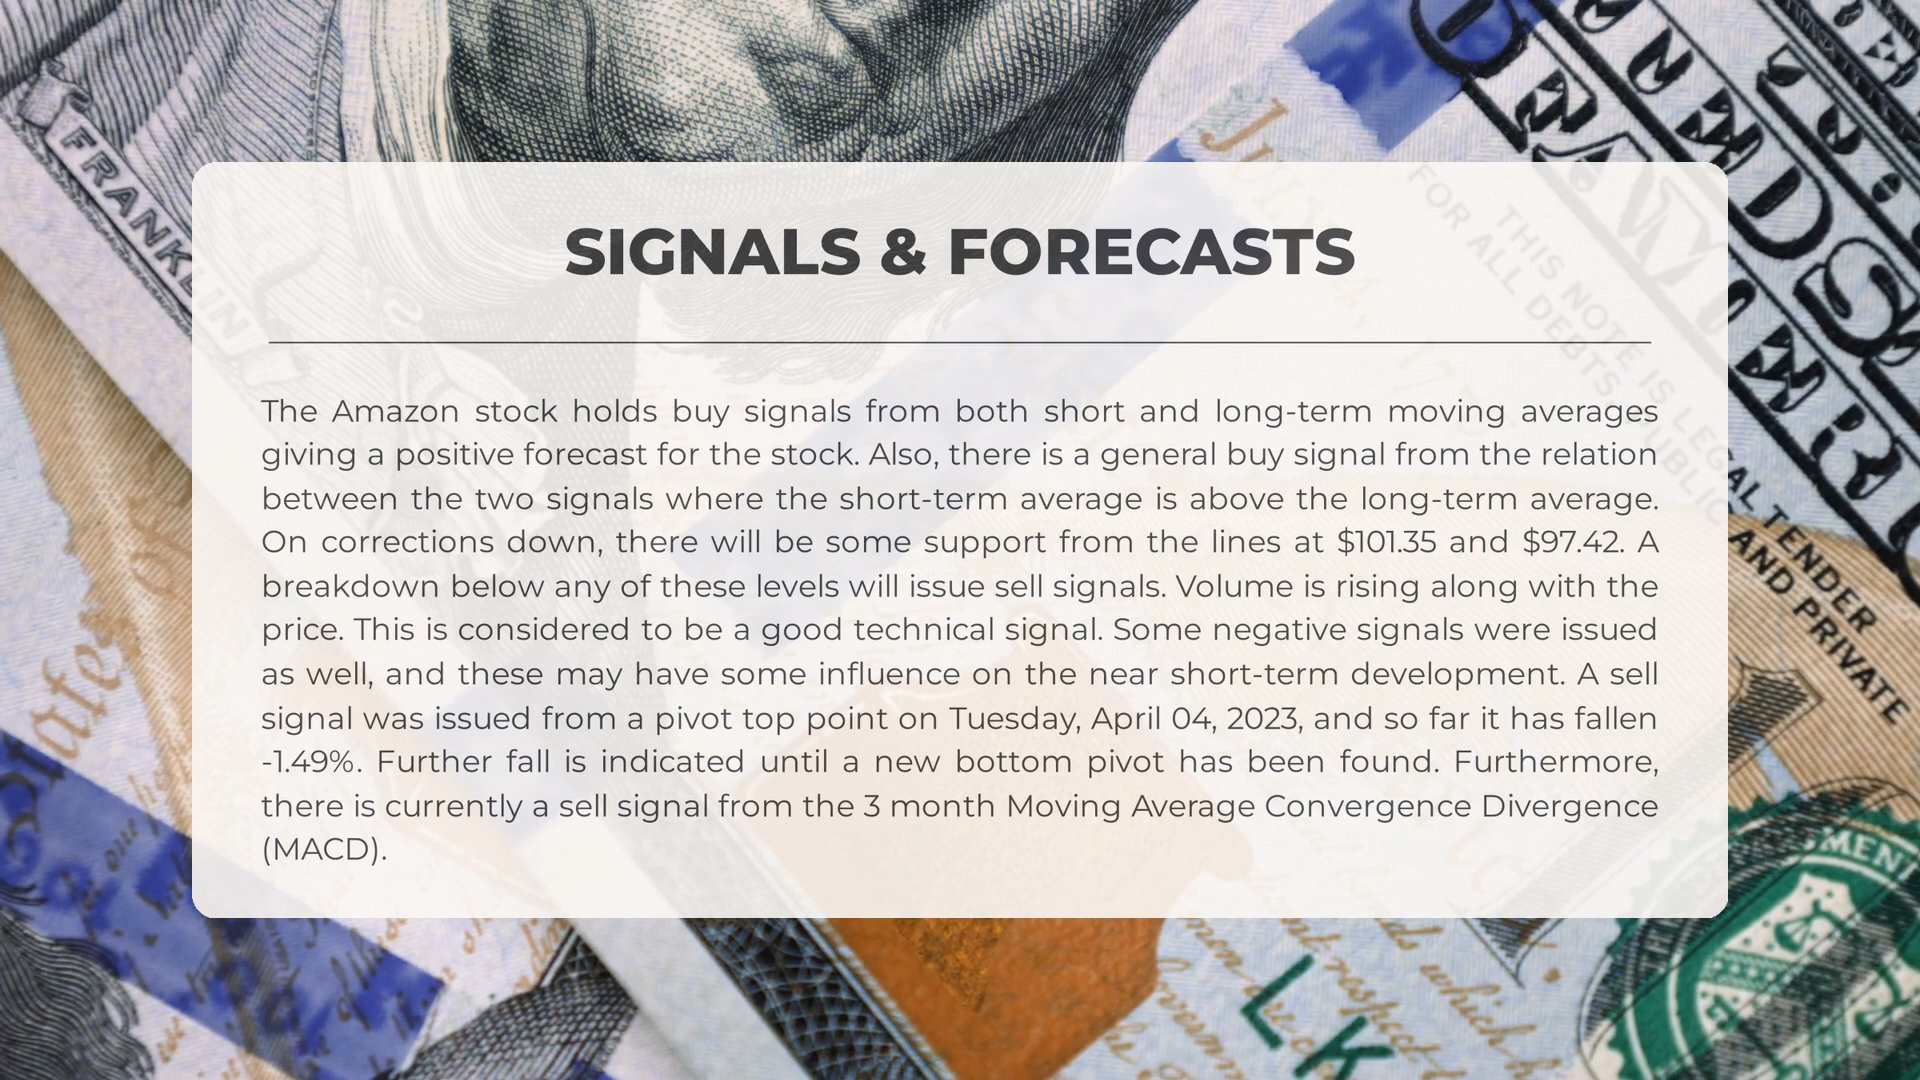 FRANKLIN
SIGNALS & FORECASTS
The Amazon stock holds buy signals from both short and long-term moving averages
giving a positive forecast for the stock. Also, there is a general buy signal from the relation
between the two signals where the short-term average is above the long-term average.
On corrections down, there will be some support from the lines at $101.35 and $97.42. A
breakdown below any of these levels will issue sell signals. Volume is rising along with the
price. This is considered to be a good technical signal. Some negative signals were issued
as well, and these may have some influence on the near short-term development. A sell
signal was issued from a pivot top point on Tuesday, April 04, 2023, and so far it has fallen
-1.49%. Further fall is indicated until a new bottom pivot has been found. Furthermore,
there is currently a sell signal from the 3 month Moving Average Convergence Divergence
(MACD).
THIS NOTE IS LEGAL TENDER
FOR ALL DEBTS, PUBLIC AND PRIVATE
L K